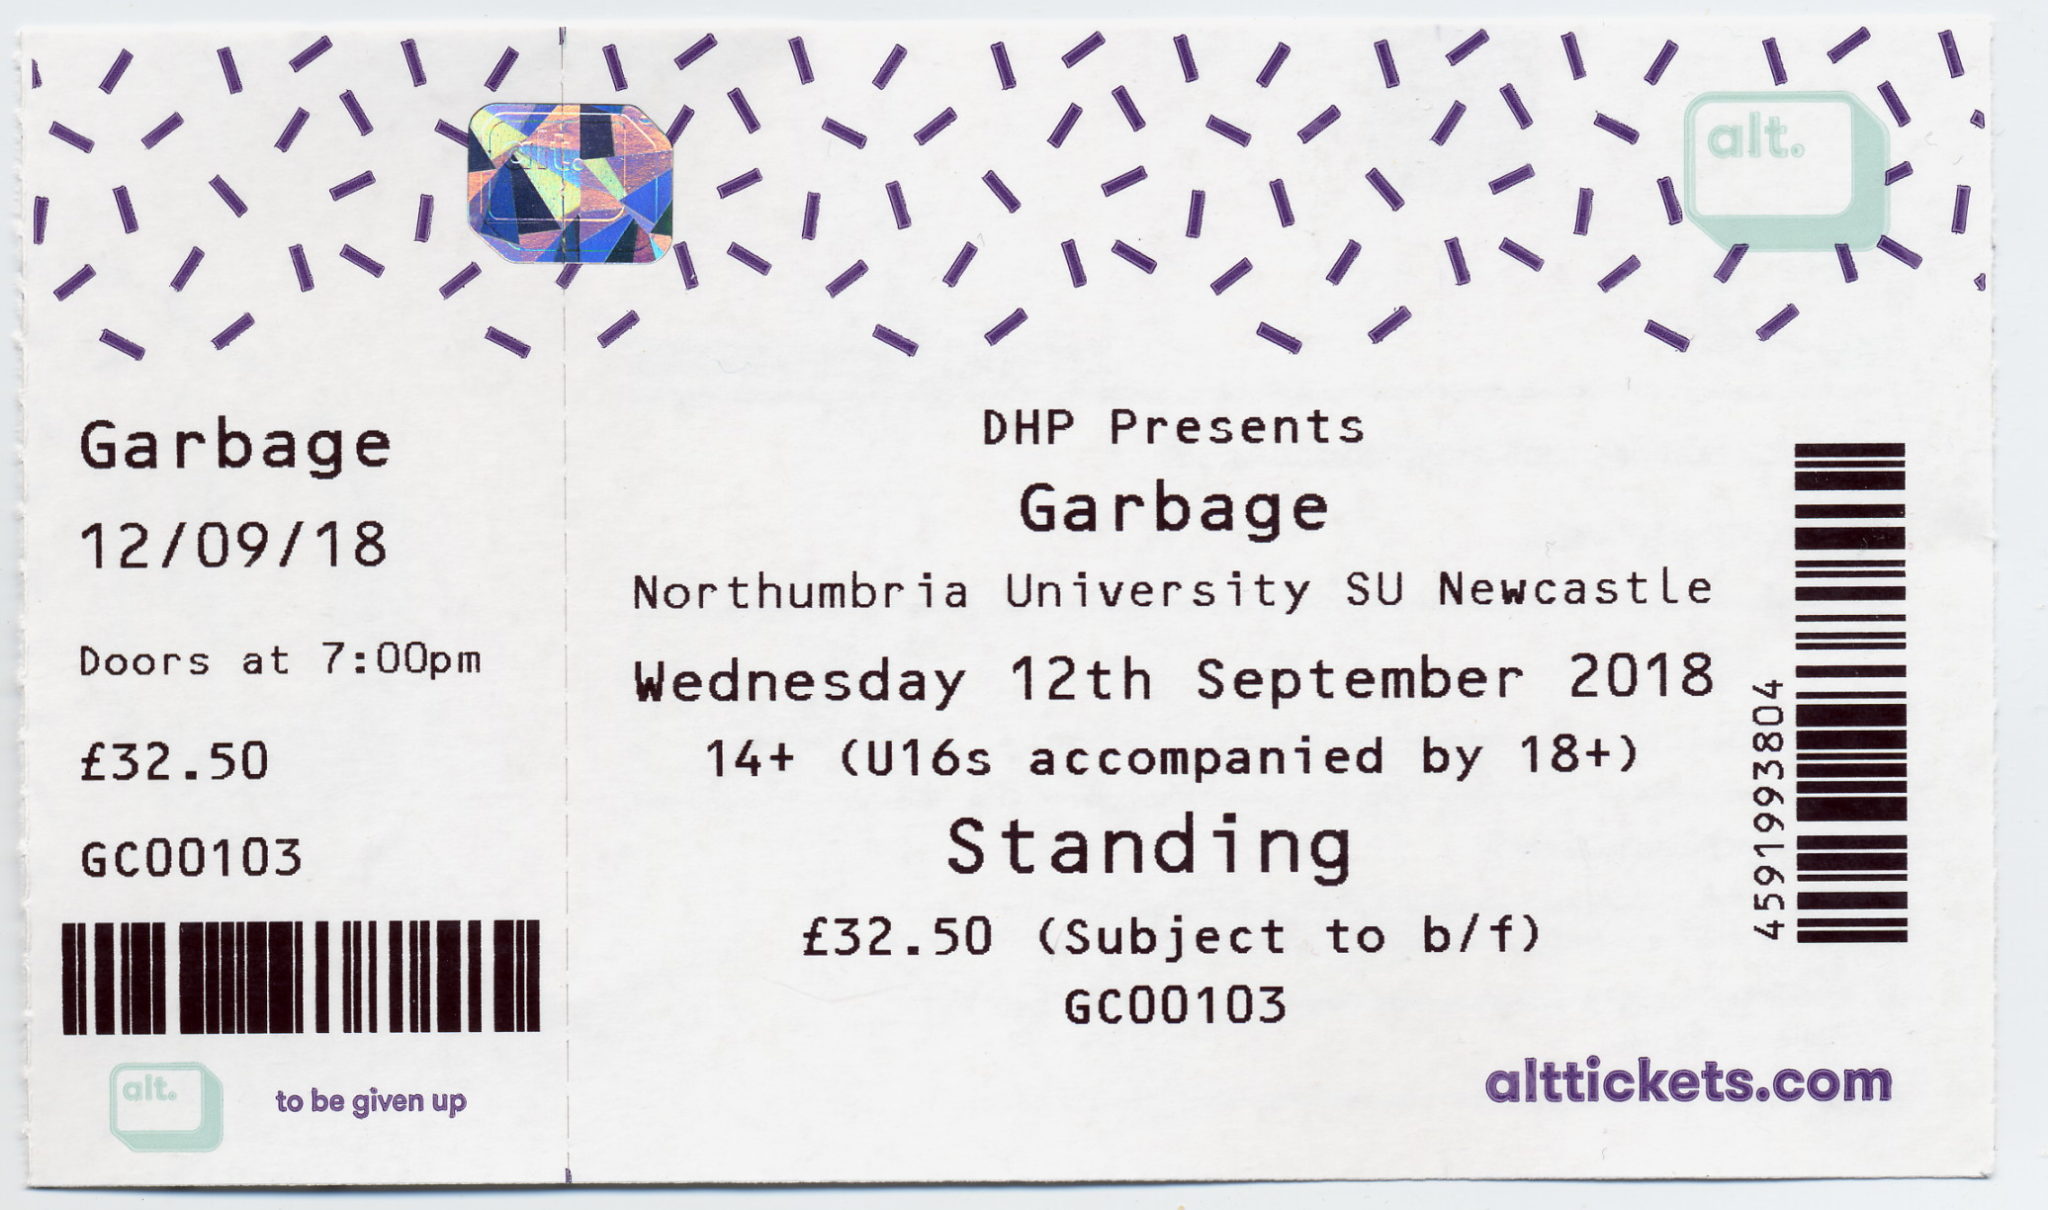 alt.
Garbage
12/09/18
Doors at 7:00pm
£32.50
GC00103
alt.
to be given up
alt.
DHP Presents
Garbage
Northumbria University SU Newcastle
Wednesday 12th September 2018
14+ (U16s accompanied by 18+)
Standing
£32.50 (Subject to b/f)
GC00103
4591993804
alttickets.com